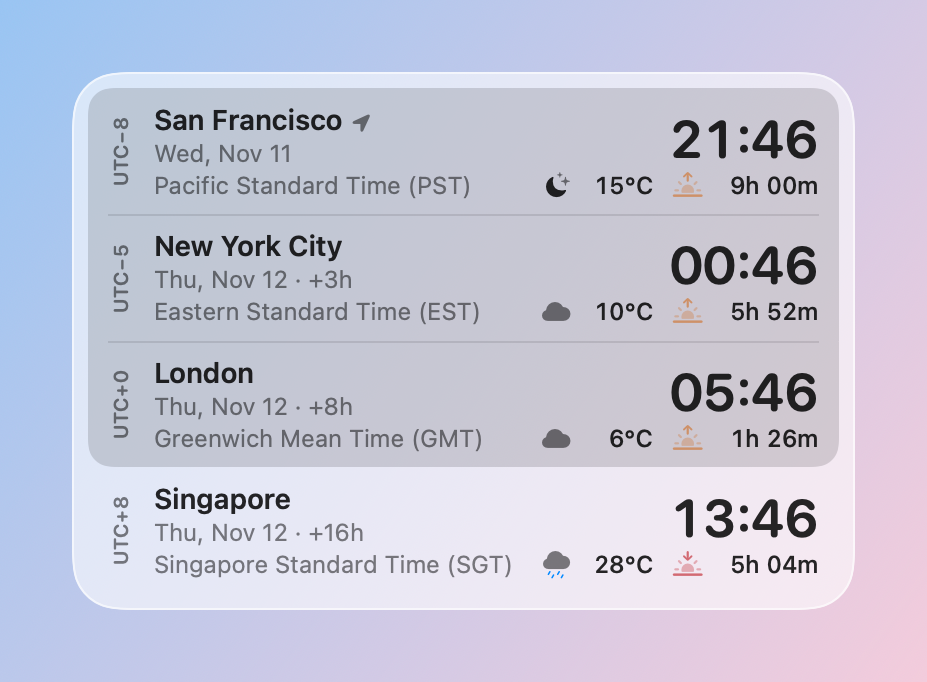 UTC−8
San Francisco
21:46
Wed, Nov 11
Pacific Standard Time (PST)
15°C
9h 00m
UTC−5
New York City
00:46
Thu, Nov 12 · +3h
Eastern Standard Time (EST)
10°C
5h 52m
UTC+0
London
05:46
Thu, Nov 12 · +8h
Greenwich Mean Time (GMT)
6°C
1h 26m
UTC+8
Singapore
13:46
Thu, Nov 12 · +16h
Singapore Standard Time (SGT)
28°C
5h 04m